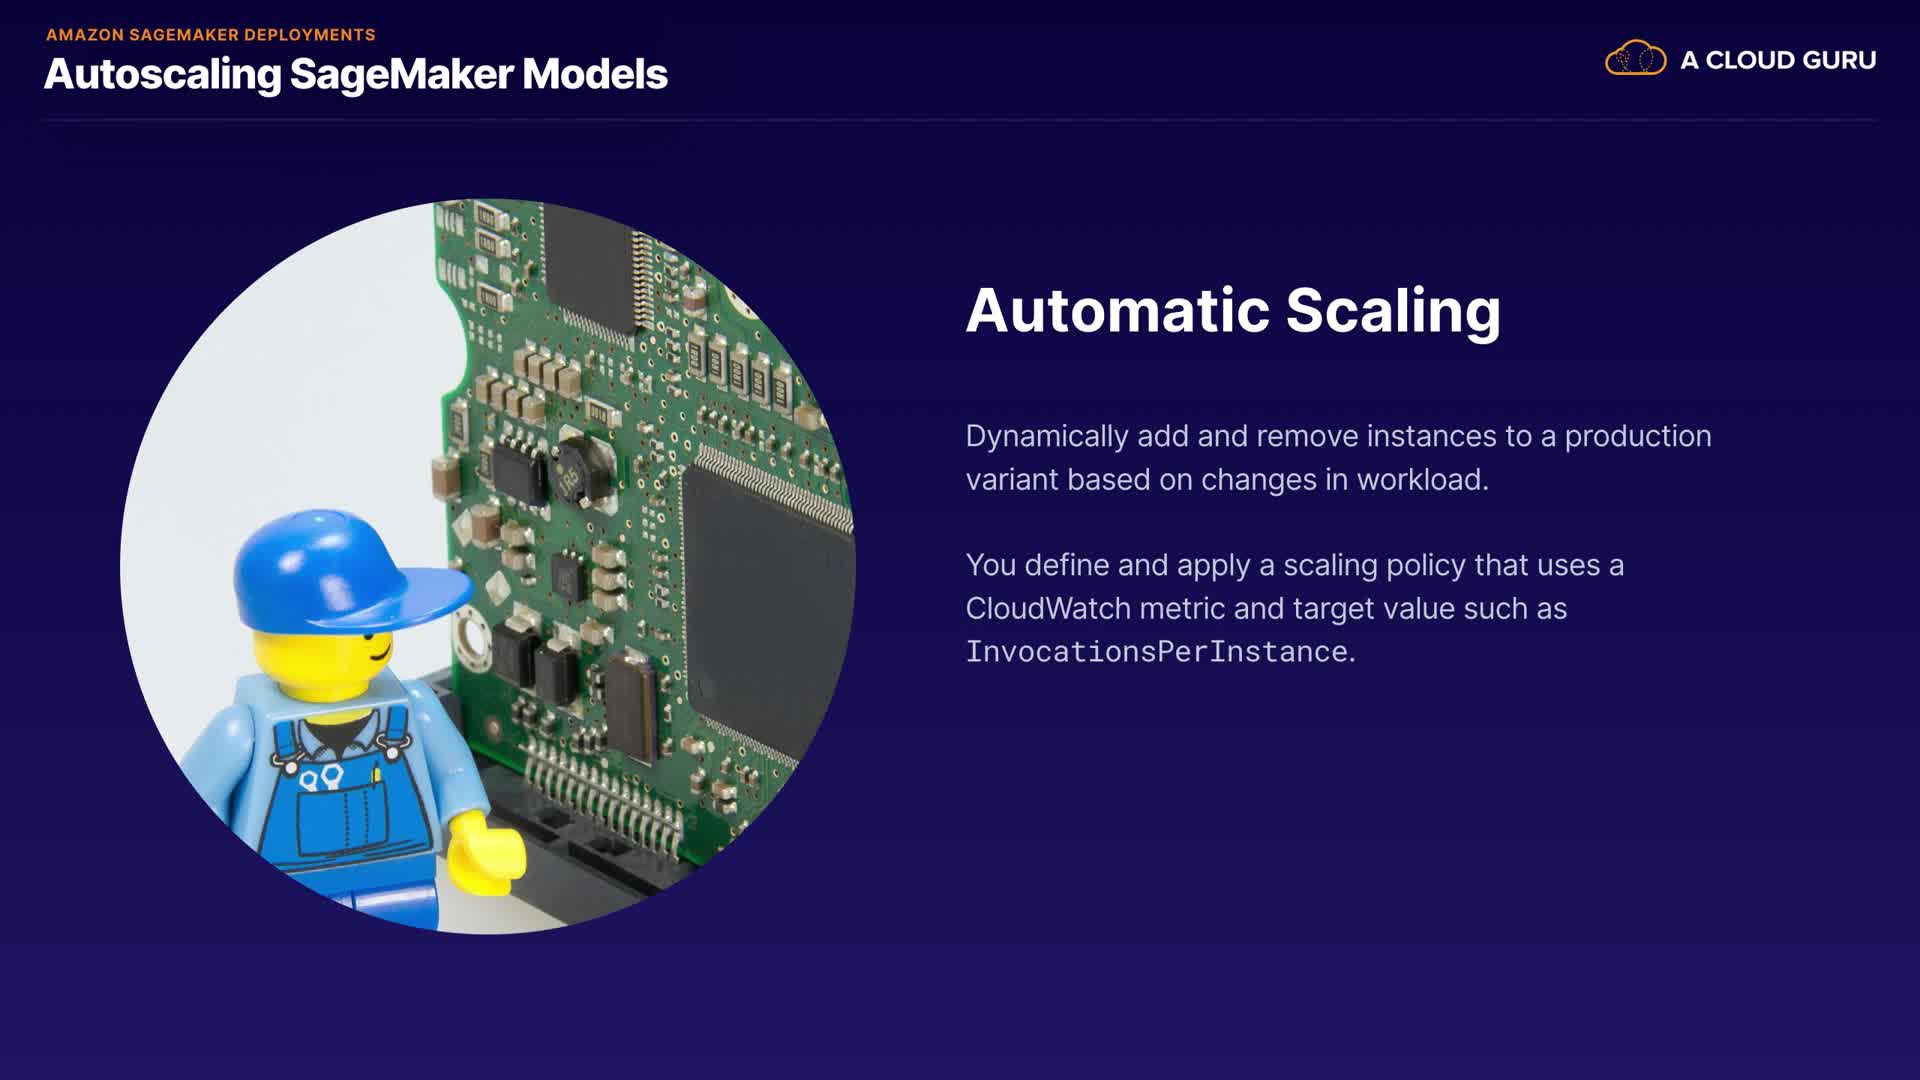 AMAZON SAGEMAKER DEPLOYMENTS
Autoscaling SageMaker Models
A CLOUD GURU
Automatic Scaling
Dynamically add and remove instances to a production
variant based on changes in workload.
You define and apply a scaling policy that uses a
CloudWatch metric and target value such as
InvocationsPerInstance.